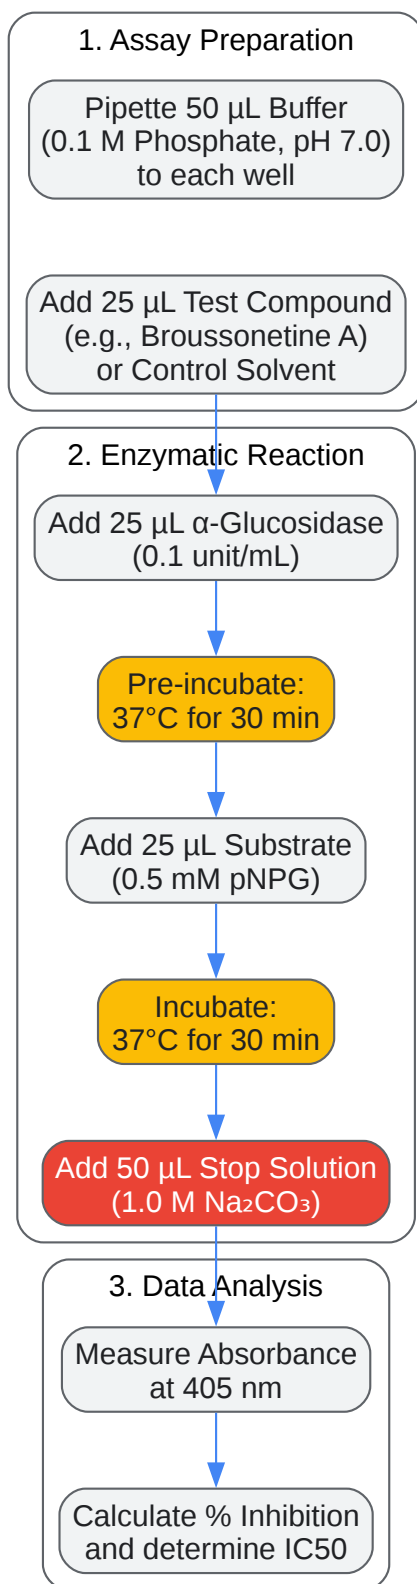 1. Assay Preparation
Pipette 50 µL Buffer
(0.1 M Phosphate, pH 7.0)
to each well
Add 25 µL Test Compound
(e.g., Broussonetine A)
or Control Solvent
2. Enzymatic Reaction
Add 25 µL α-Glucosidase
(0.1 unit/mL)
Pre-incubate:
37°C for 30 min
Add 25 µL Substrate
(0.5 mM pNPG)
Incubate:
37°C for 30 min
Add 50 µL Stop Solution
(1.0 M Na₂CO₃)
3. Data Analysis
Measure Absorbance
at 405 nm
Calculate % Inhibition
and determine IC50